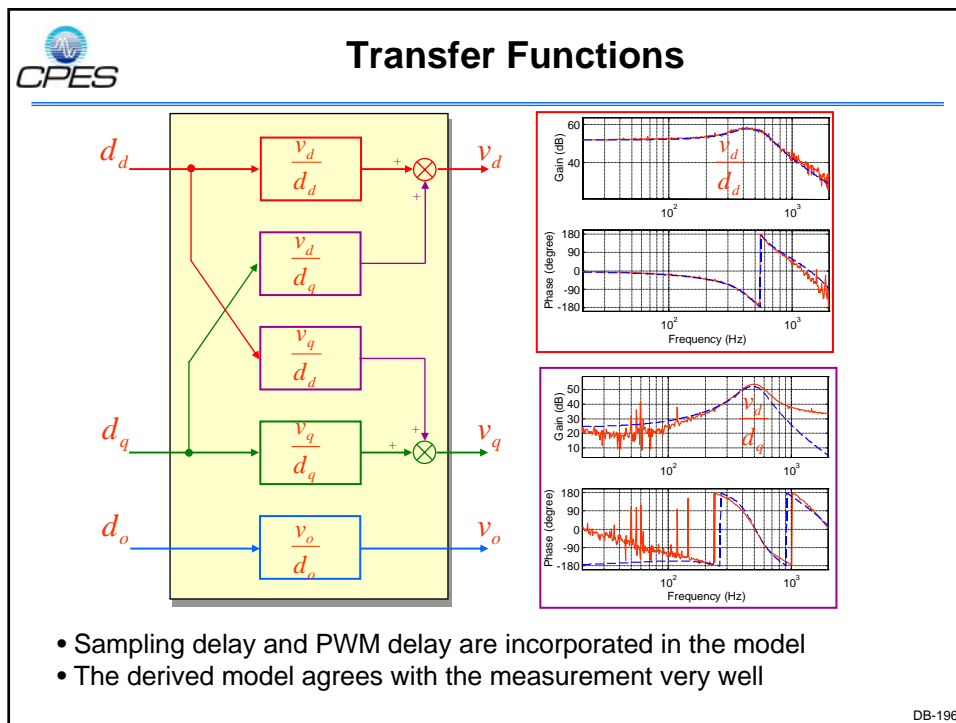 CPES
Transfer Functions
d_d
v_d
d_d
+
+
v_d
v_d
d_q
v_q
d_d
d_q
v_q
d_q
+
+
v_q
d_o
v_o
d_o
v_o
Gain (dB)
60
40
v_d
d_d
10^2
10^3
Phase (degree)
180
90
0
-90
-180
10^2
10^3
Frequency (Hz)
Gain (dB)
50
40
30
20
10
v_d
d_q
10^2
10^3
Phase (degree)
180
90
0
-90
-180
10^2
10^3
Frequency (Hz)
• Sampling delay and PWM delay are incorporated in the model
• The derived model agrees with the measurement very well
DB-196